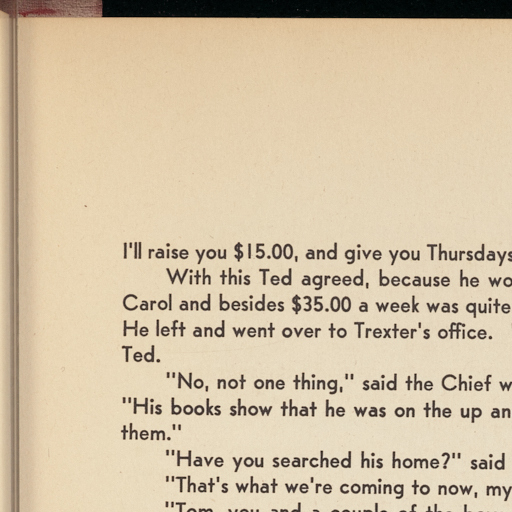 I'll raise you $15.00, and give you Thursdays
With this Ted agreed, because he wo
Carol and besides $35.00 a week was quite
He left and went over to Trexter's office.
Ted.
"No, not one thing," said the Chief w
"His books show that he was on the up an
them."
"Have you searched his home?" said
"That's what we're coming to now, my
"Tom, you and a couple of the boys